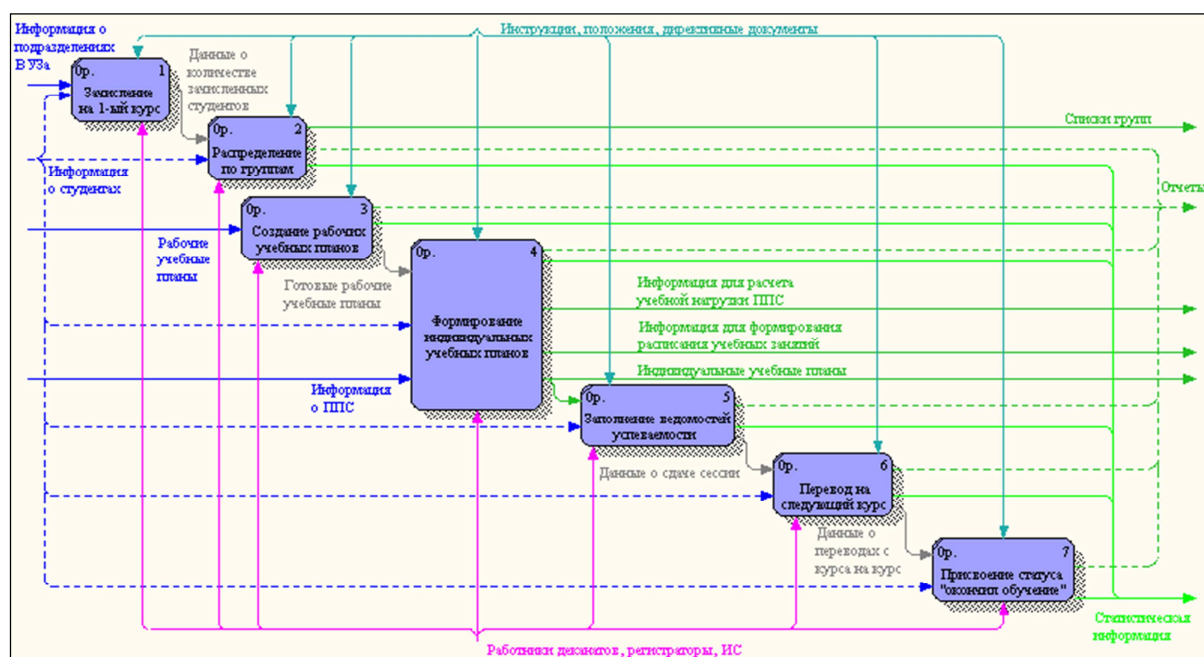 Информация о
подразделениях
ВУЗа
Инструкции, положения, директивные документы
Данные о
количестве
зачисленных
студентов
0р. 1
Зачисление
на 1-ый курс
Списки групп
0р. 2
Распределение
по группам
Информация
о студентах
Отчеты
0р. 3
Создание рабочих
учебных планов
Рабочие
учебные
планы
Готовые рабочие
учебные планы
0р. 4
Формирование
индивидуальных
учебных планов
Информация для расчета
учебной нагрузки ППС
Информация для формирования
расписания учебных занятий
Индивидуальные учебные планы
Информация
о ППС
0р. 5
Заполнение ведомостей
успеваемости
Данные о сдаче сессии
0р. 6
Перевод на
следующий курс
Данные о
переводах с
курса на курс
0р. 7
Присвоение статуса
"окончил обучение"
Статистическая
информация
Работники деканатов, регистраторы, ИС